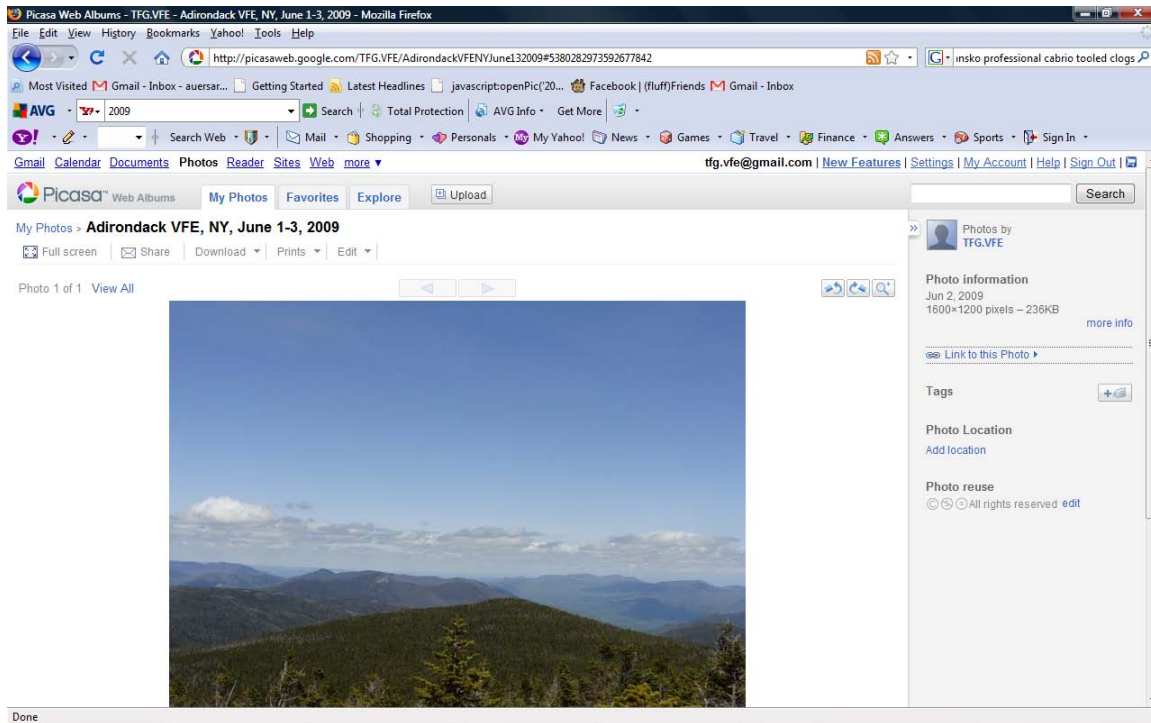 Picasa Web Albums - TFG.VFE - Adirondack VFE, NY, June 1-3, 2009 - Mozilla Firefox
File Edit View History Bookmarks Yahoo! Tools Help
http://picasaweb.google.com/TFG.VFE/AdirondackVFENYJune132009#5380282973592677842 G unsko professional cabrio tooled clogs
Most Visited Gmail - Inbox - auersar... Getting Started Latest Headlines javascript:openPic('20... Facebook | (fluff)Friends Gmail - Inbox
AVG 2009 Search Total Protection AVG Info Get More
Y! Search Web Mail Shopping Personals My Yahoo! News Games Travel Finance Answers Sports Sign In
Gmail Calendar Documents Photos Reader Sites Web more ▼ tfg.vfe@gmail.com | New Features | Settings | My Account | Help | Sign Out |
Picasa™ Web Albums My Photos Favorites Explore Upload Search
My Photos > Adirondack VFE, NY, June 1-3, 2009
Full screen Share Download Prints Edit
Photo 1 of 1 View All
»
Photos by
TFG.VFE
Photo information
Jun 2, 2009
1600×1200 pixels – 236KB
more info
Link to this Photo
Tags
Photo Location
Add location
Photo reuse
All rights reserved edit
Done